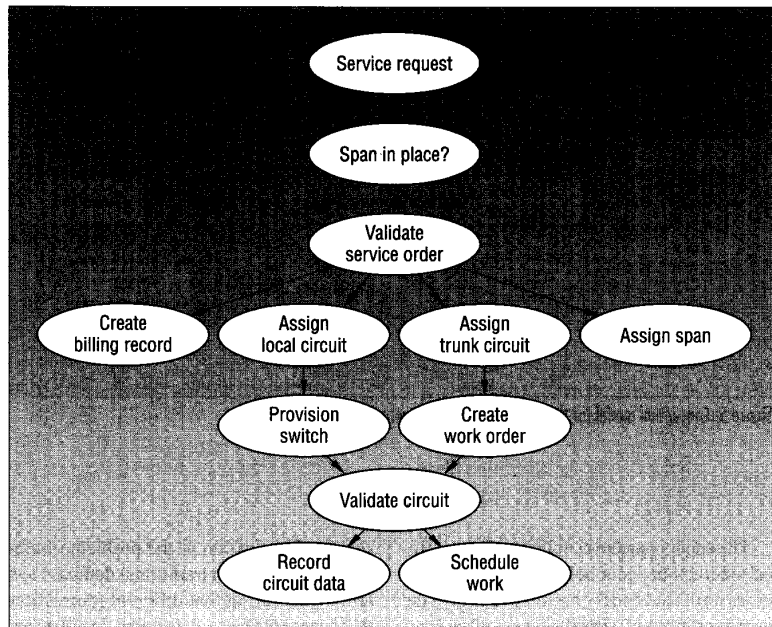 Service request
Span in place?
Validate
service order
Create
billing record
Assign
local circuit
Assign
trunk circuit
Assign span
Provision
switch
Create
work order
Validate circuit
Record
circuit data
Schedule
work